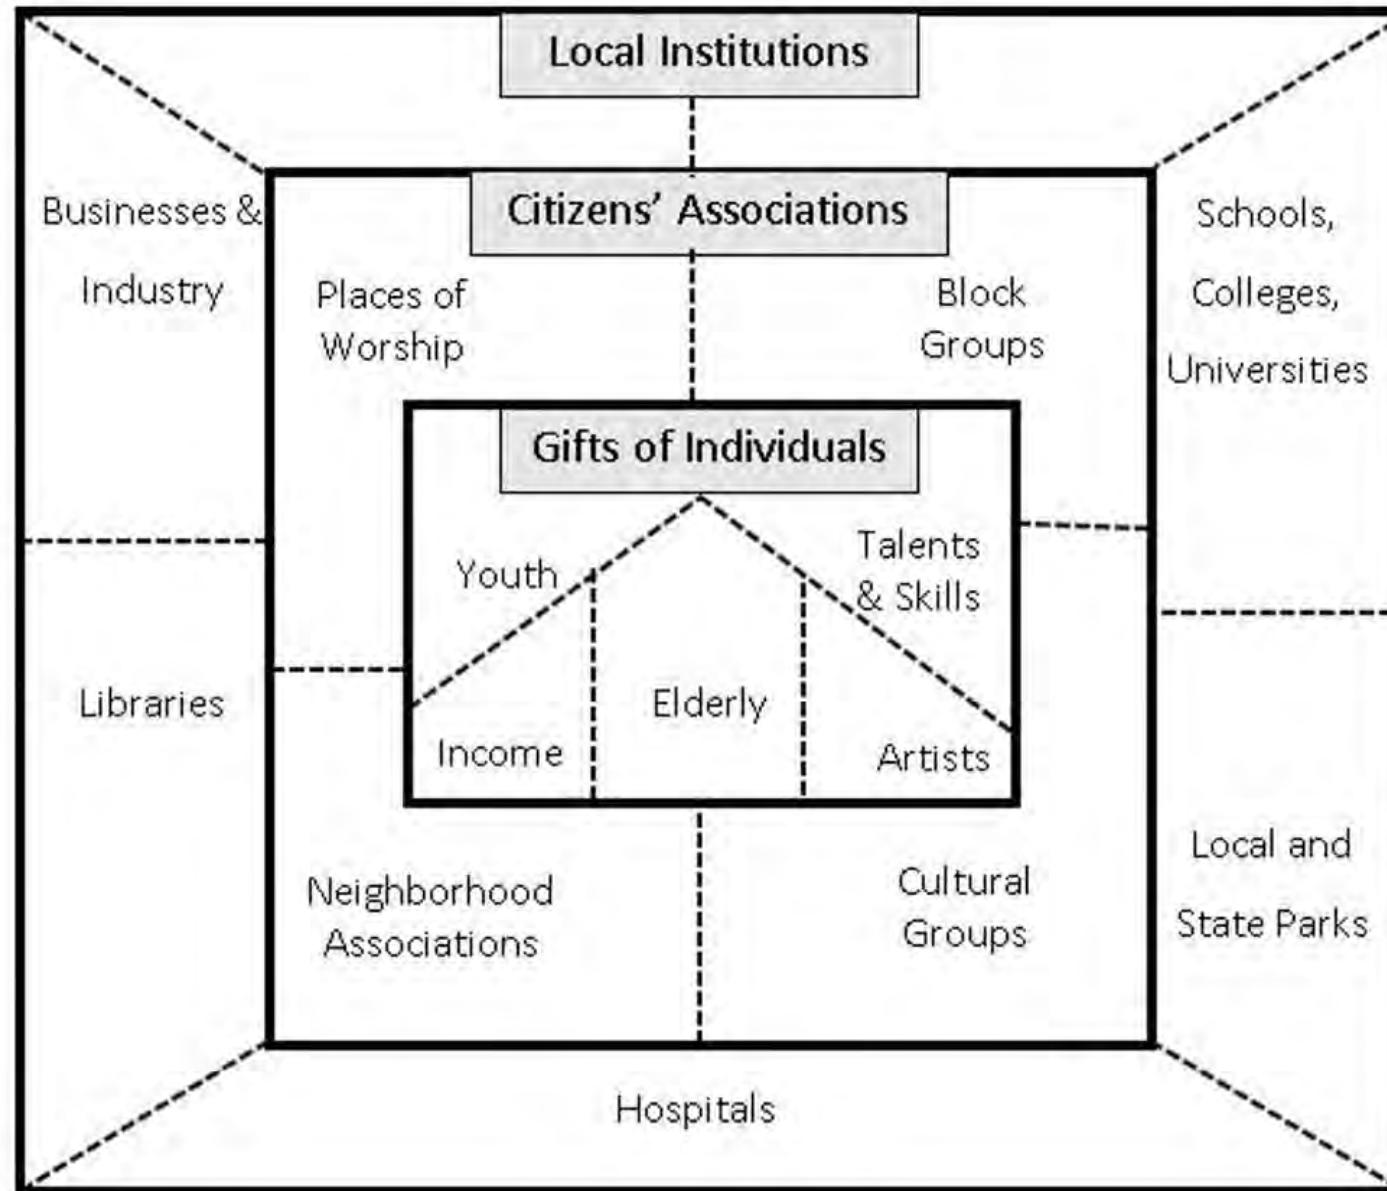 Local Institutions
Businesses &
Industry
Schools,
Colleges,
Universities
Citizens’ Associations
Places of
Worship
Block
Groups
Gifts of Individuals
Youth
Talents
& Skills
Income
Elderly
Artists
Libraries
Neighborhood
Associations
Cultural
Groups
Local and
State Parks
Hospitals